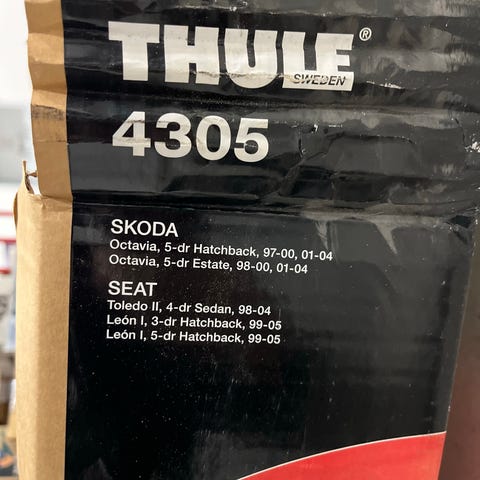 THULE®
SWEDEN
4305
SKODA
Octavia, 5-dr Hatchback, 97-00, 01-04
Octavia, 5-dr Estate, 98-00, 01-04
SEAT
Toledo II, 4-dr Sedan, 98-04
León I, 3-dr Hatchback, 99-05
León I, 5-dr Hatchback, 99-05